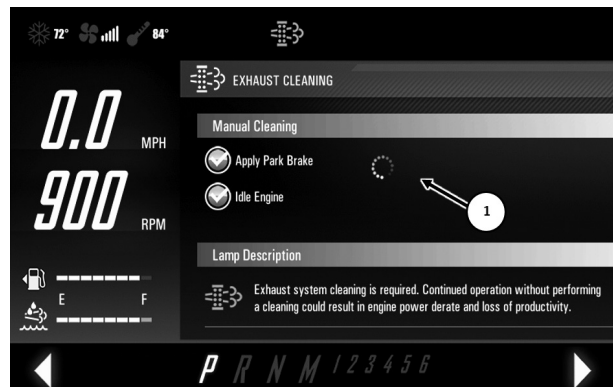 72° 84°
EXHAUST CLEANING
0.0 MPH
900 RPM
Manual Cleaning
Apply Park Brake
Idle Engine
1
Lamp Description
Exhaust system cleaning is required. Continued operation without performing
a cleaning could result in engine power derate and loss of productivity.
E F
P R N M 1 2 3 4 5 6